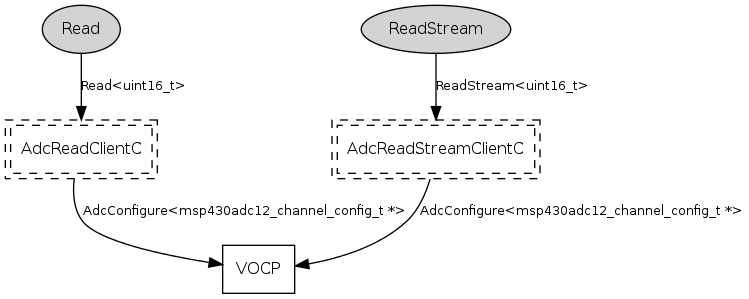 Read
ReadStream
Read<uint16_t>
ReadStream<uint16_t>
AdcReadClientC
AdcReadStreamClientC
AdcConfigure<msp430adc12_channel_config_t *>
AdcConfigure<msp430adc12_channel_config_t *>
VOCP